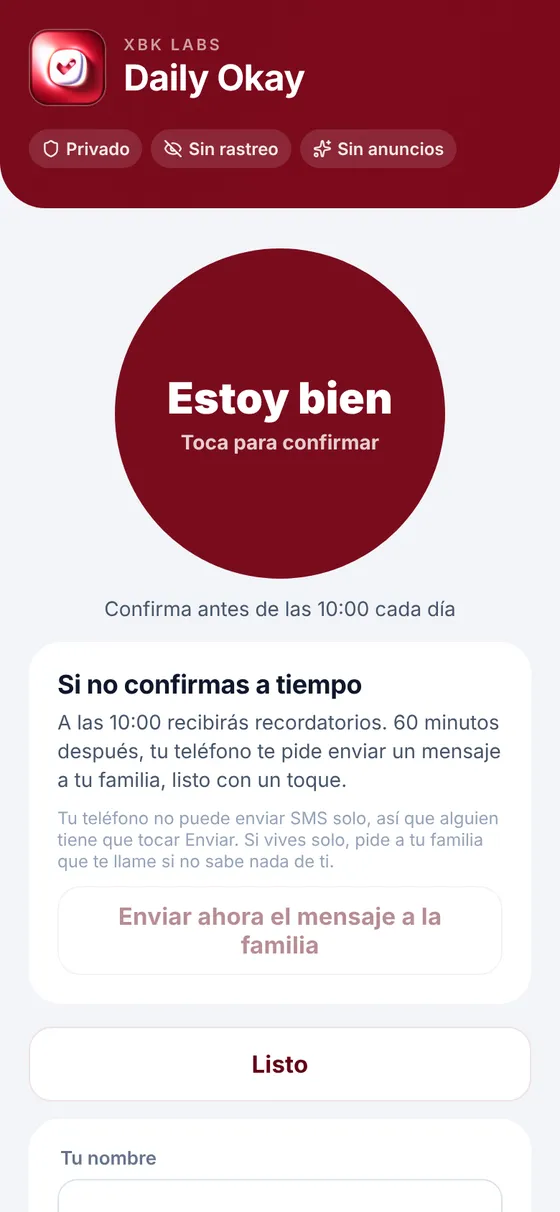 XBK LABS
Daily Okay
Privado
Sin rastreo
Sin anuncios
Estoy bien
Toca para confirmar
Confirma antes de las 10:00 cada día
Si no confirmas a tiempo
A las 10:00 recibirás recordatorios. 60 minutos
después, tu teléfono te pide enviar un mensaje
a tu familia, listo con un toque.
Tu teléfono no puede enviar SMS solo, así que alguien
tiene que tocar Enviar. Si vives solo, pide a tu familia
que te llame si no sabe nada de ti.
Enviar ahora el mensaje a la
familia
Listo
Tu nombre